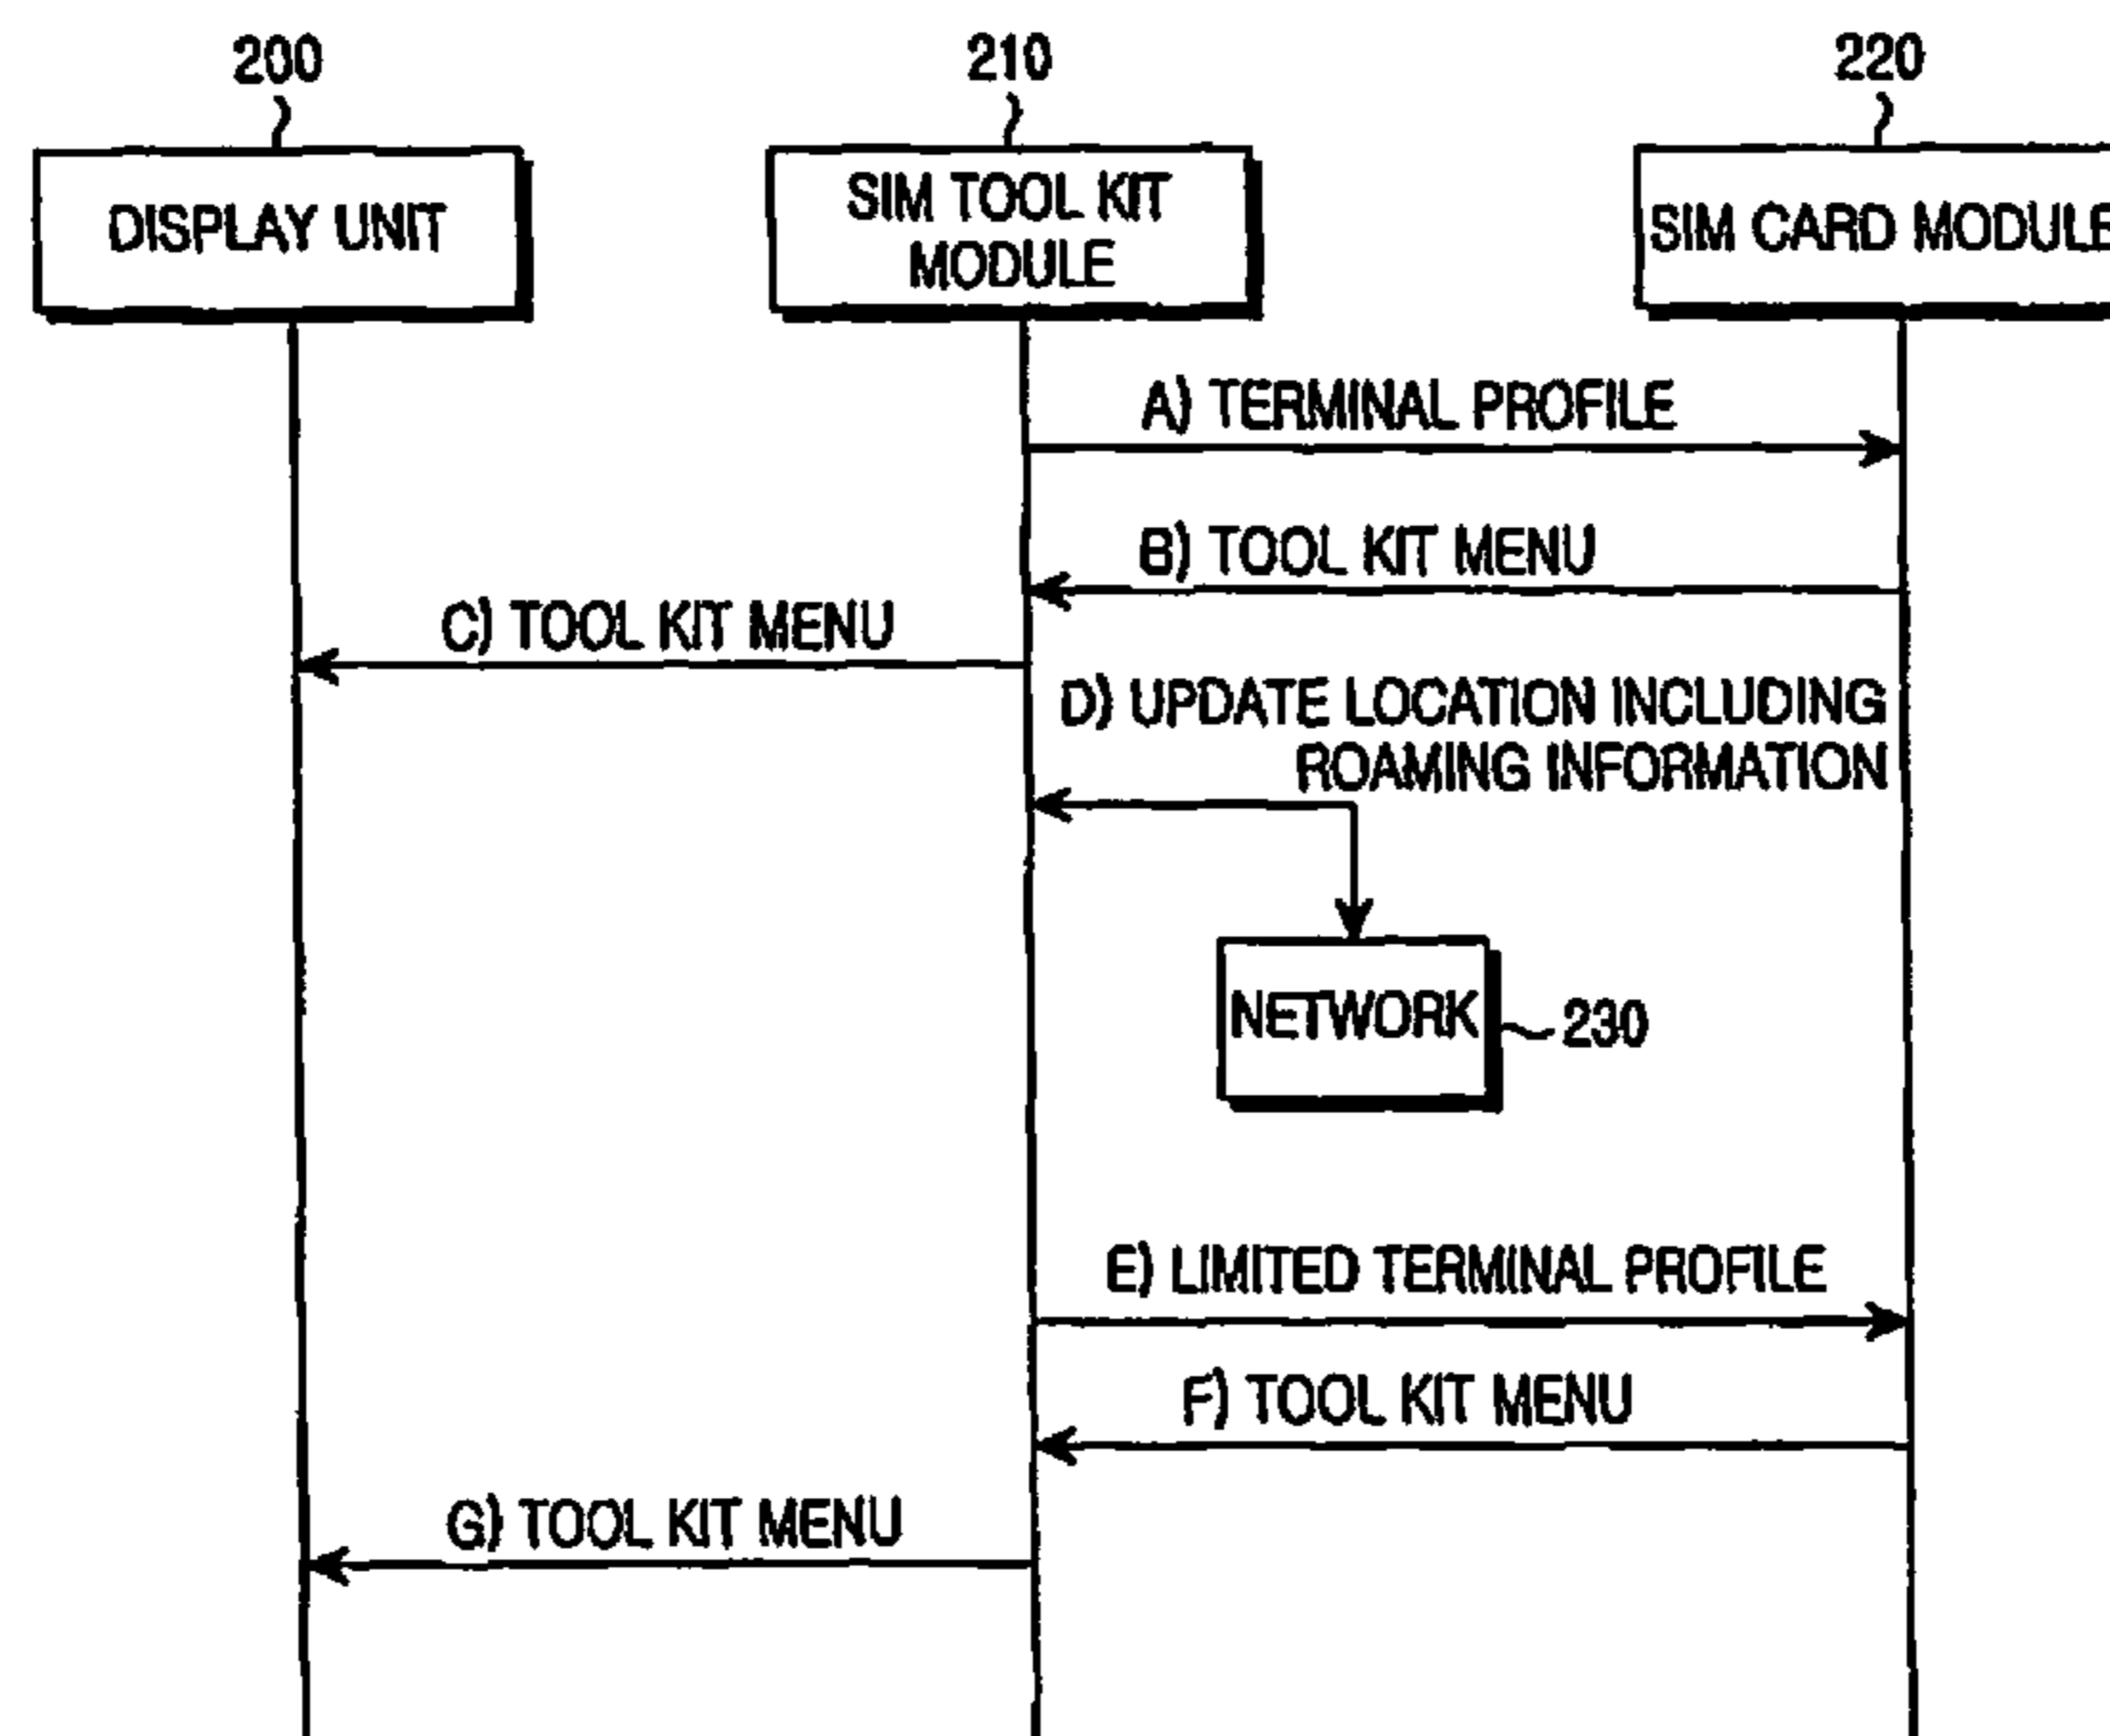 200
210
220
DISPLAY UNIT
SIM TOOL KIT
MODULE
SIM CARD MODULE
A) TERMINAL PROFILE
B) TOOL KIT MENU
C) TOOL KIT MENU
D) UPDATE LOCATION INCLUDING
ROAMING INFORMATION
NETWORK
230
E) LIMITED TERMINAL PROFILE
F) TOOL KIT MENU
G) TOOL KIT MENU